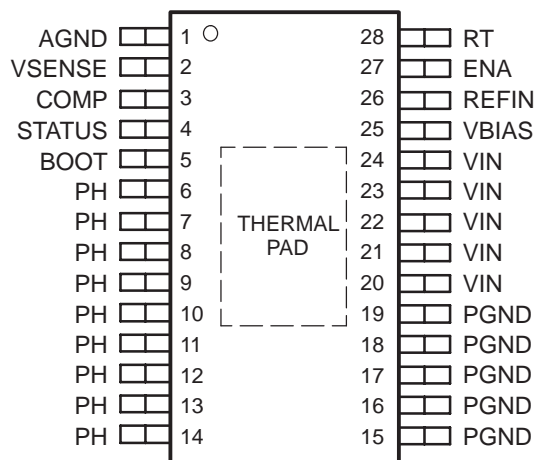 AGND 1 28 RT
VSENSE 2 27 ENA
COMP 3 26 REFIN
STATUS 4 25 VBIAS
BOOT 5 24 VIN
PH 6 23 VIN
PH 7 22 VIN
PH 8 21 VIN
PH 9 20 VIN
PH 10 19 PGND
PH 11 18 PGND
PH 12 17 PGND
PH 13 16 PGND
PH 14 15 PGND
THERMAL
PAD